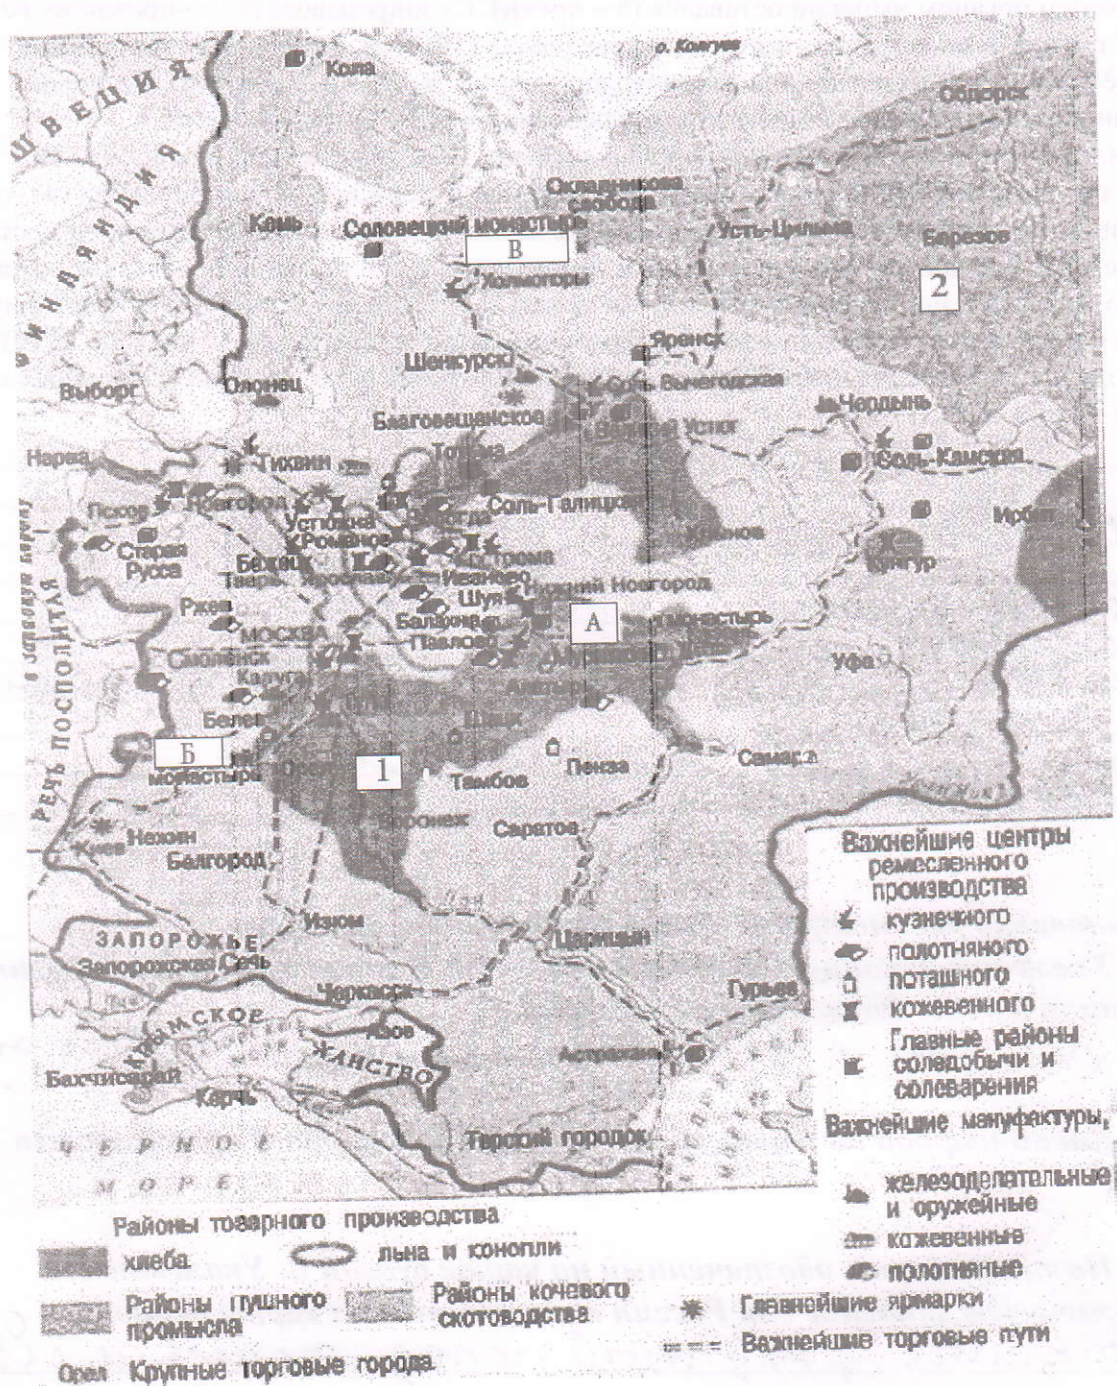 о. Колгуев
Кола
ШВЕЦИЯ
ФИНЛЯНДИЯ
Обдорск
Окладникова
слобода
Кемь
Соловецкий монастырь
Усть-Цильма
Березов
В
2
Холмогоры
Яренск
Шенкурск
Соль Вычегодская
Выборг
Олонец
Благовещанское
Великий Устюг
Чердынь
Нарва
Тихвин
Тотьма
Соль-Камская
Псков
Новгород
Соль-Галицкая
Устюжна
Вологда
Ирбит
Старая
Русса
Романов
Кострома
Кунгур
Бежецк
Ярославль
Иваново
Тверь
Нижний Новгород
Шуя
Ржев
Балахна
А
монастырь
МОСКВА
Павлово
Казань
Смоленск
Уфа
Калуга
Алатырь
РЕЧЬ ПОСПОЛИТАЯ
Белев
Б
монастырь
Орел
1
Тамбов
Пенза
Самара
Воронеж
Саратов
Нежин
Киев
Белгород
Дон
Изюм
ЗАПОРОЖЬЕ
Запорожская Сечь
Царицын
Черкасск
Гурьев
КРЫМСКОЕ
ХАНСТВО
Азов
Астрахань
Бахчисарай
Керчь
Терский городок
ЧЕРНОЕ
МОРЕ
Важнейшие центры
ремесленного
производства
кузнечного
полотняного
поташного
кожевенного
Главные районы
соледобычи и
солеварения
Важнейшие мануфактуры,
железоделательные
и оружейные
кожевенные
полотняные
Районы товарного производства
хлеба
льна и конопли
Районы пушного
промысла
Районы кочевого
скотоводства
Главнейшие ярмарки
Важнейшие торговые пути
Орел Крупные торговые города